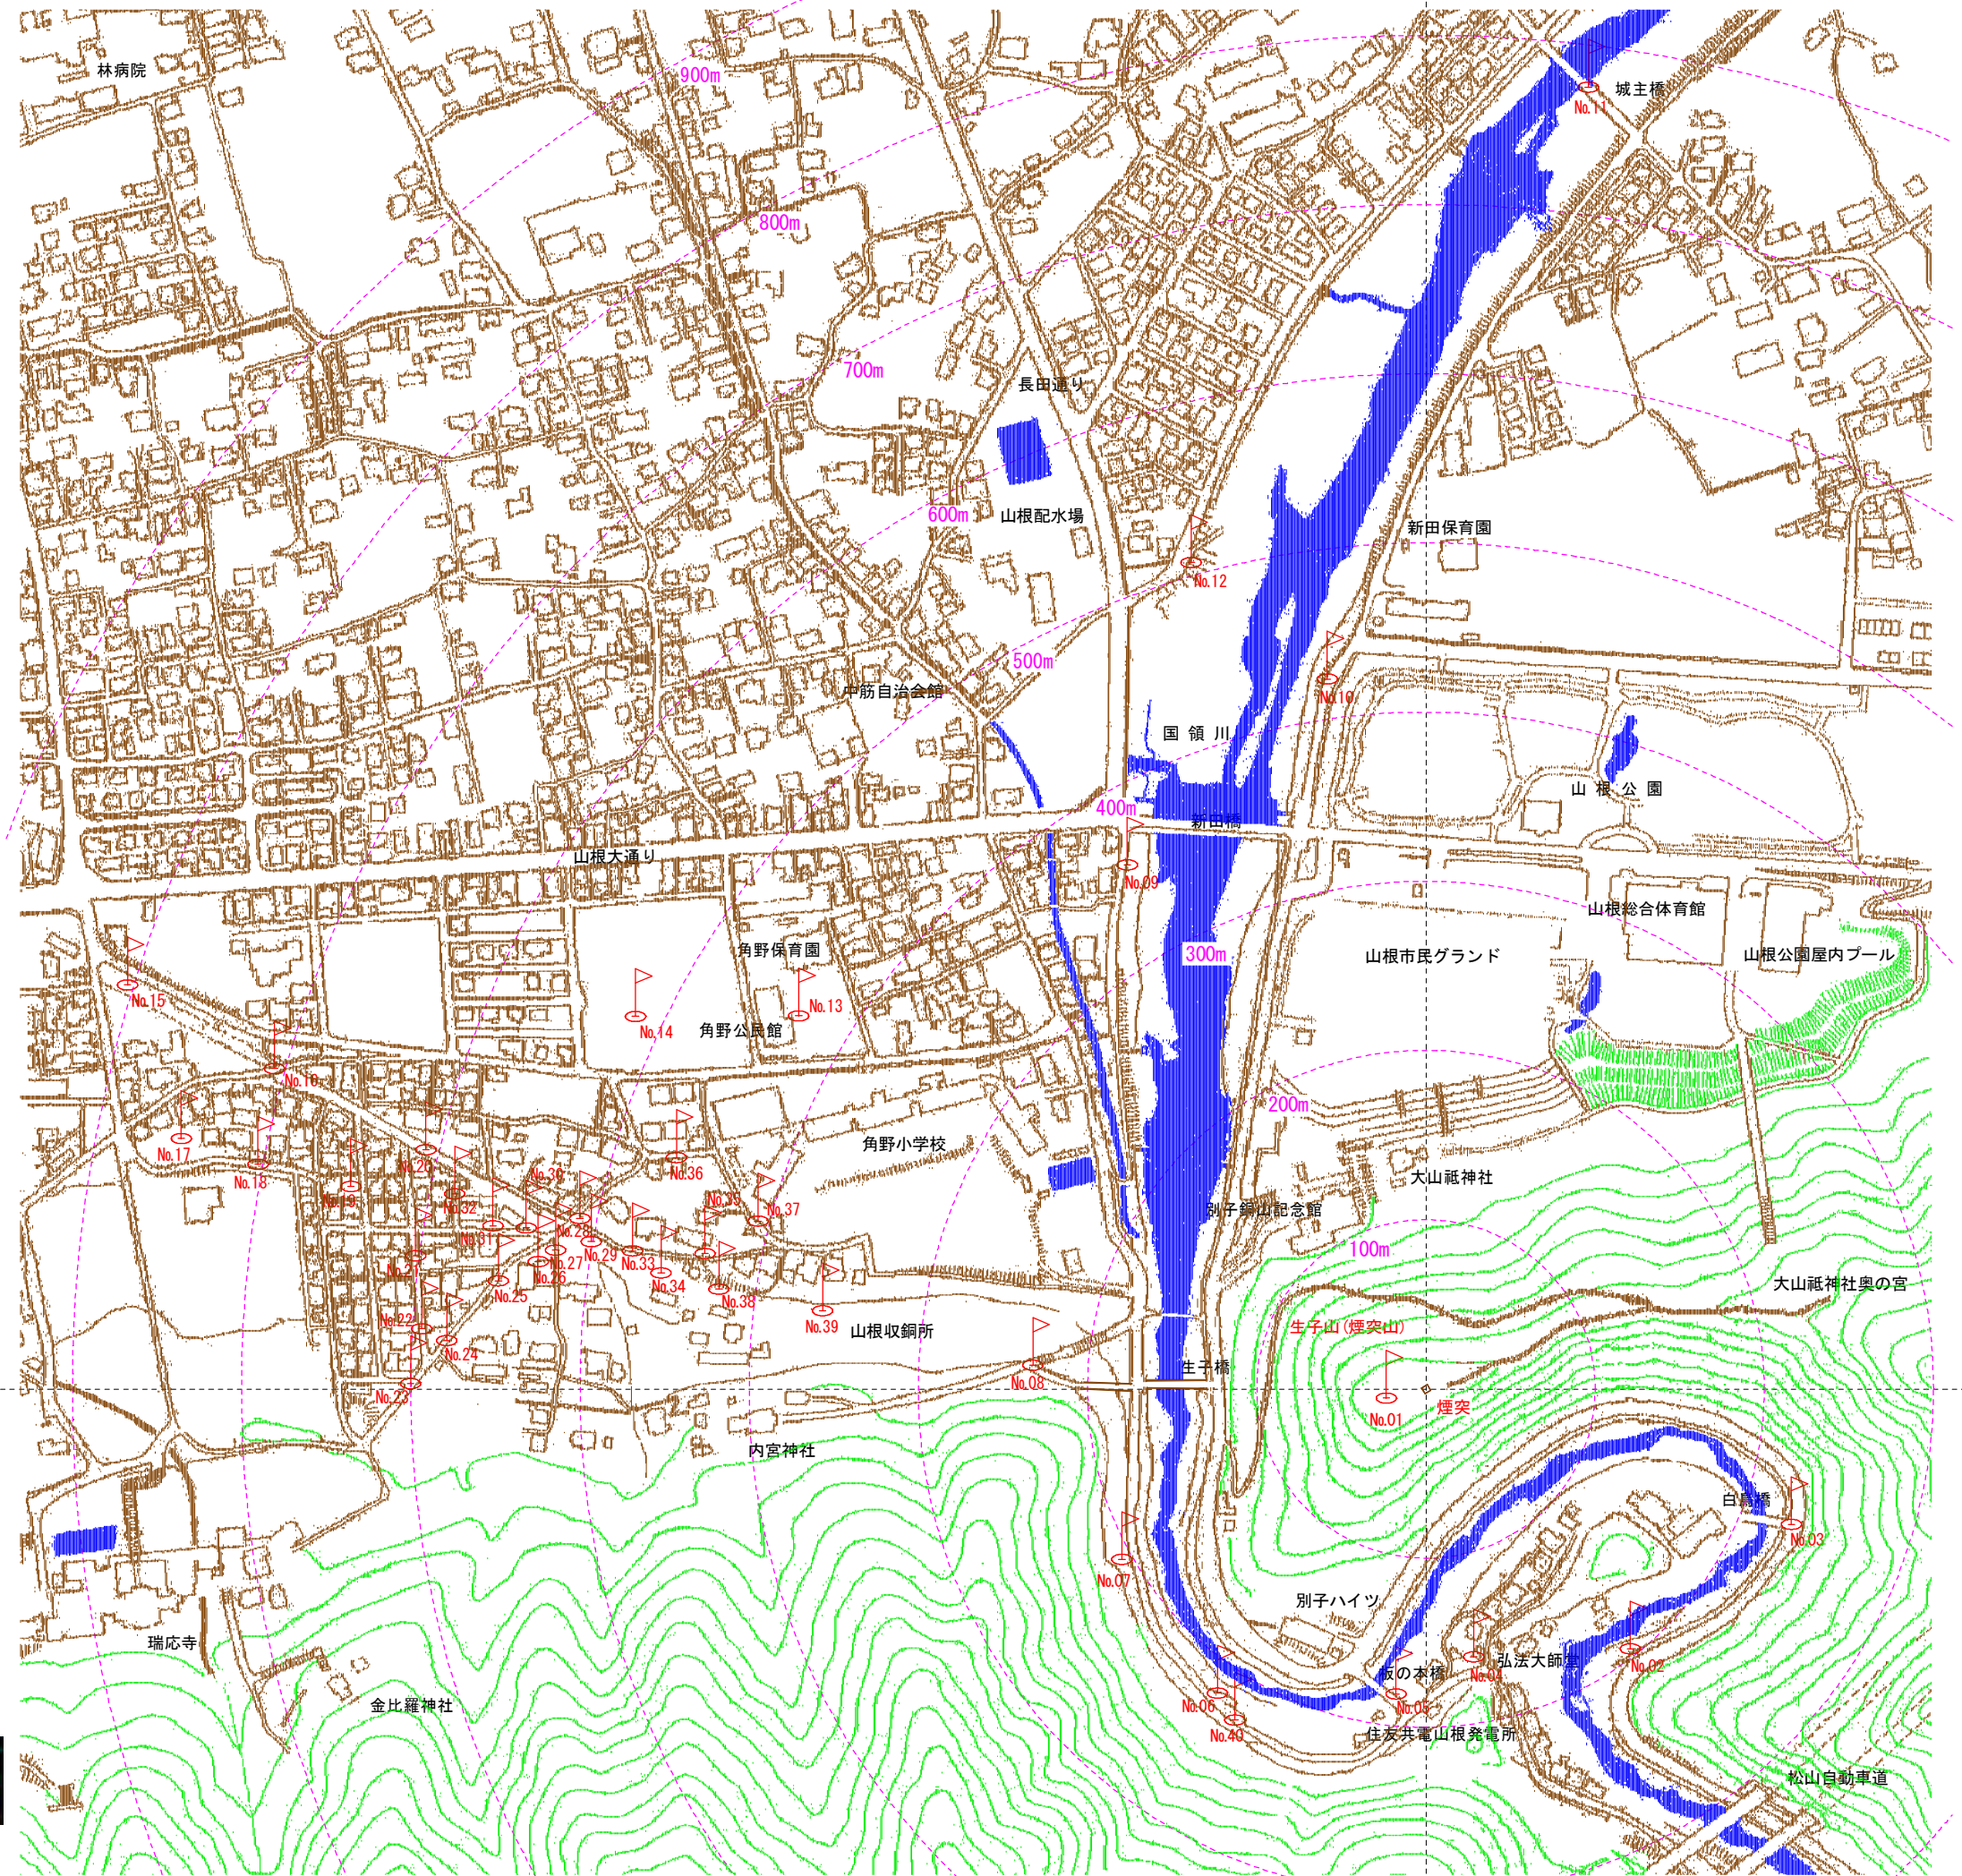 林病院
900m
城主橋
No.11
800m
700m
長田通り
600m
山根配水場
新田保育園
No.12
500m
中筋自治会館
No.10
国 領 川
山 根 公 園
400m
新田橋
山根大通り
No.09
山根総合体育館
角野保育園
300m
山根市民グランド
山根公園屋内プール
No.15
No.13
No.14
角野公民館
No.16
200m
角野小学校
No.17
No.18
No.20
No.36
大山祗神社
No.30
No.19
No.32
No.35
No.37
別子銅山記念館
No.31
No.28
No.29
No.27
No.33
100m
No.21
No.26
No.34
大山祗神社奥の宮
No.25
No.38
No.22
No.39
山根収銅所
生子山(煙突山)
No.24
生子橋
No.08
No.23
煙突
No.01
内宮神社
白鳥橋
No.03
No.07
別子ハイツ
瑞応寺
弘法大師堂
No.02
坂の本橋
No.04
金比羅神社
No.06
No.05
No.40
住友共電山根発電所
松山自動車道